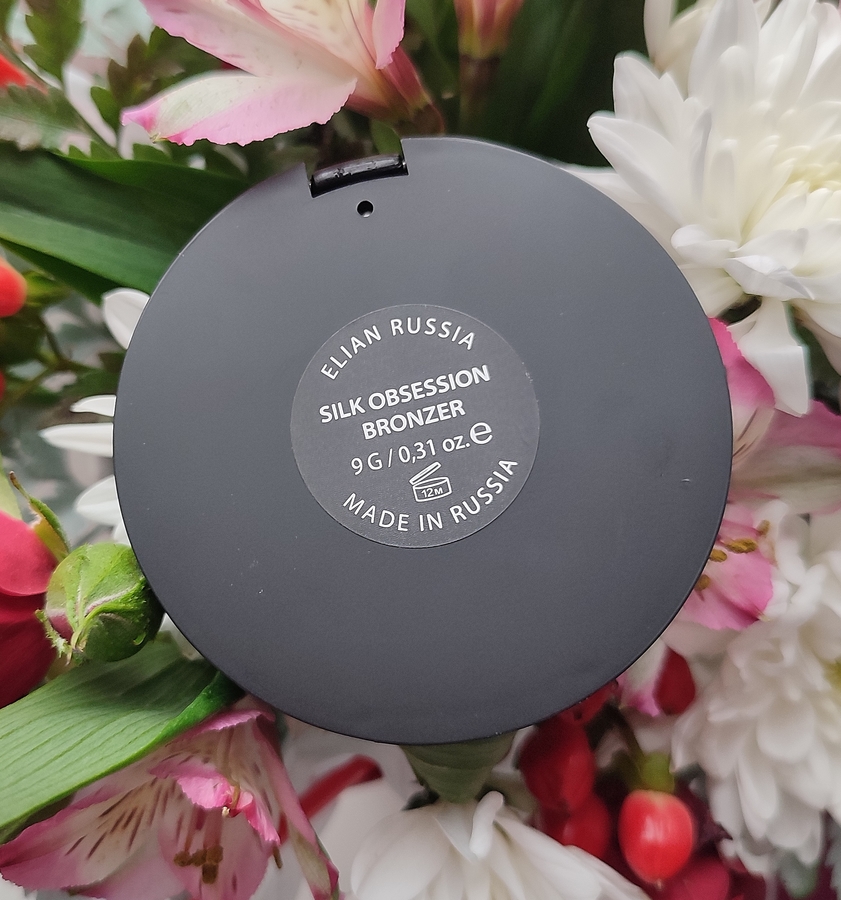 ELIAN RUSSIA
SILK OBSESSION
BRONZER
9 G / 0,31 oz. e
12M
MADE IN RUSSIA